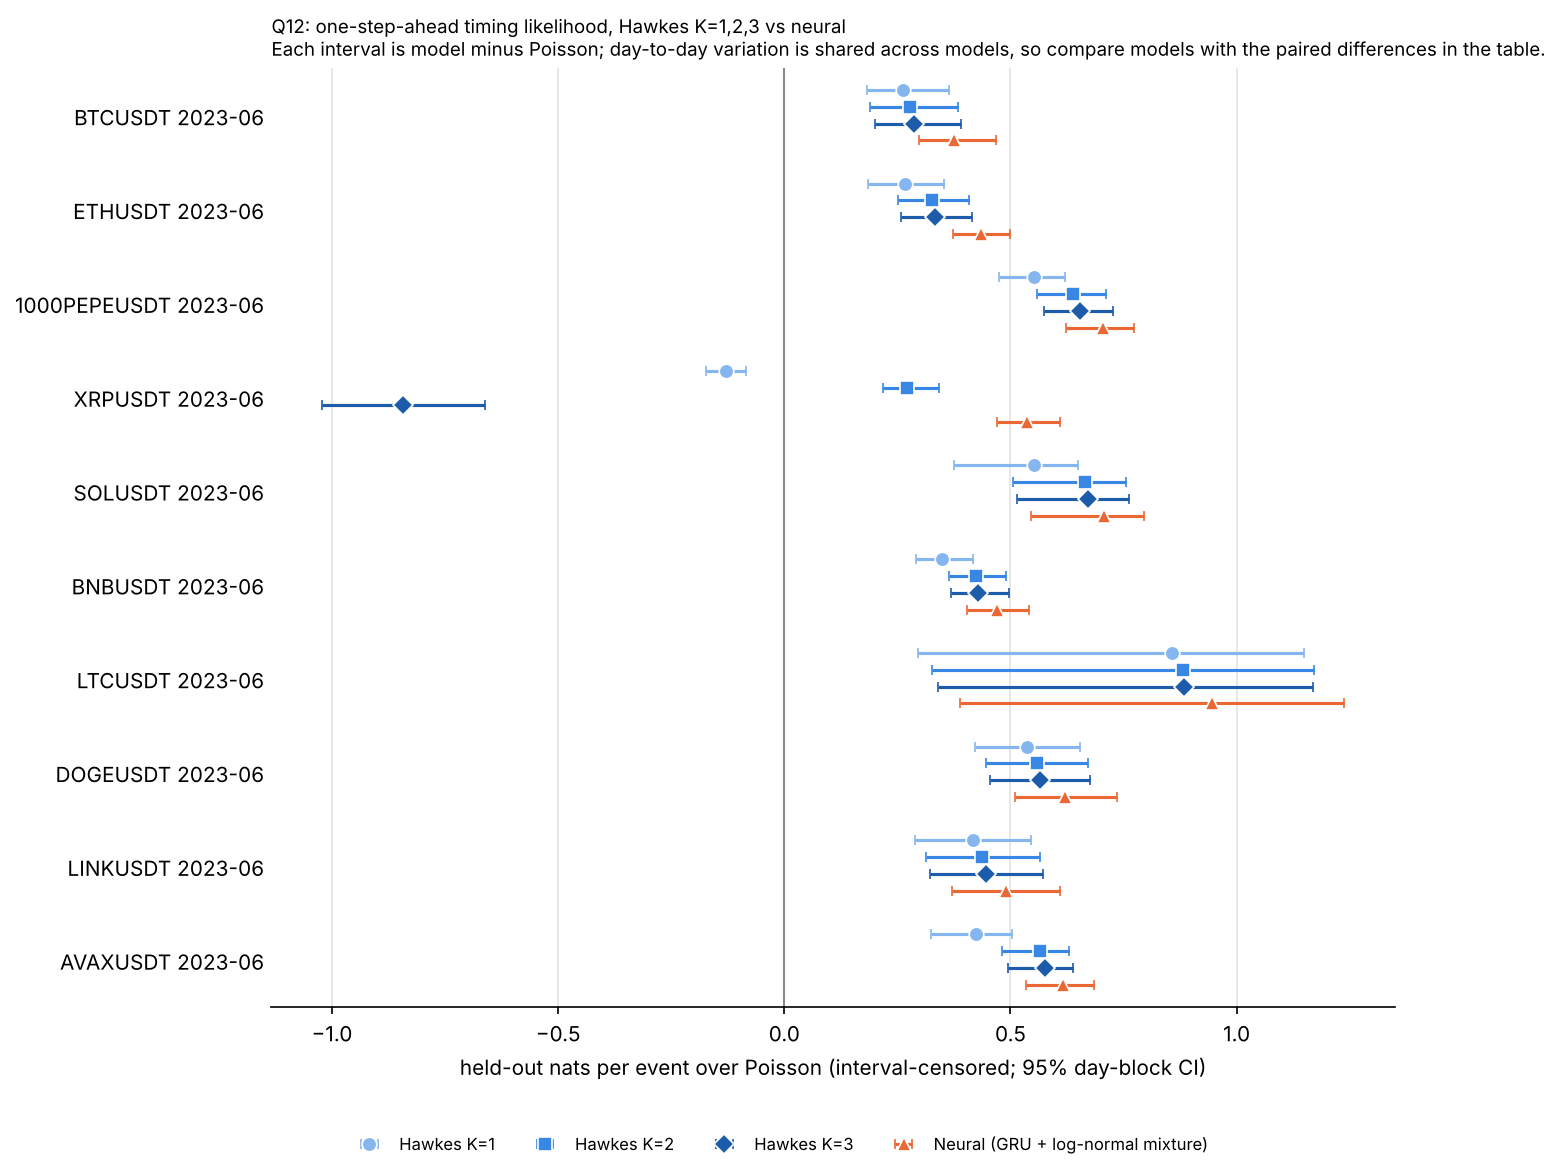 Q12: one-step-ahead timing likelihood, Hawkes K=1,2,3 vs neural
Each interval is model minus Poisson; day-to-day variation is shared across models, so compare models with the paired differences in the table.
BTCUSDT 2023-06
ETHUSDT 2023-06
1000PEPEUSDT 2023-06
XRPUSDT 2023-06
SOLUSDT 2023-06
BNBUSDT 2023-06
LTCUSDT 2023-06
DOGEUSDT 2023-06
LINKUSDT 2023-06
AVAXUSDT 2023-06
−1.0 −0.5 0.0 0.5 1.0
held-out nats per event over Poisson (interval-censored; 95% day-block CI)
Hawkes K=1 Hawkes K=2 Hawkes K=3 Neural (GRU + log-normal mixture)